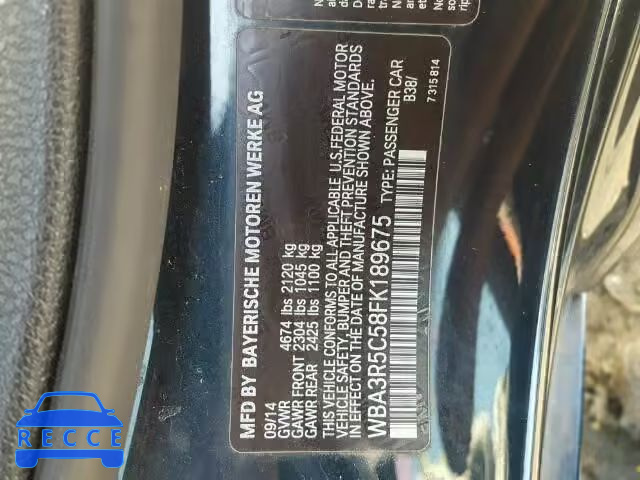 MFD BY BAYERISCHE MOTOREN WERKE AG
09/14
GVWR 4674 lbs 2120 kg
GAWR FRONT 2304 lbs 1045 kg
GAWR REAR 2425 lbs 1100 kg
THIS VEHICLE CONFORMS TO ALL APPLICABLE U.S. FEDERAL MOTOR
VEHICLE SAFETY, BUMPER AND THEFT PREVENTION STANDARDS
IN EFFECT ON THE DATE OF MANUFACTURE SHOWN ABOVE.
WBA3R5C58FK189675 TYPE: PASSENGER CAR
B38/
7315814
RECCE